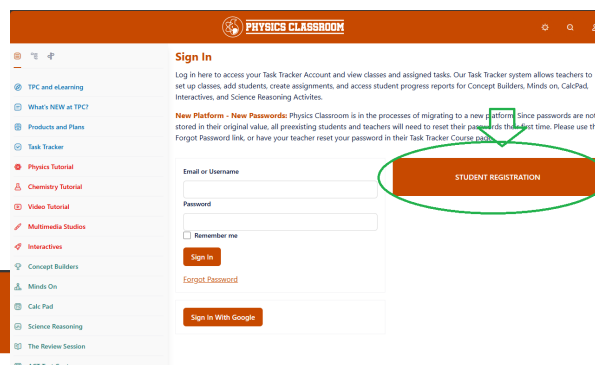 PHYSICS CLASSROOM
TPC and eLearning
What's NEW at TPC?
Products and Plans
Task Tracker
Physics Tutorial
Chemistry Tutorial
Video Tutorial
Multimedia Studios
Interactives
Concept Builders
Minds On
Calc Pad
Science Reasoning
The Review Session
Sign In
Log in here to access your Task Tracker Account and view classes and assigned tasks. Our Task Tracker system allows teachers to
set up classes, add students, create assignments, and access student progress reports for Concept Builders, Minds on, CalcPad,
Interactives, and Science Reasoning Activites.
New Platform - New Passwords: Physics Classroom is in the processes of migrating to a new platform. Since passwords are not
stored in their original value, all preexisting students and teachers will need to reset their passwords their first time. Please use th
Forgot Password link, or have your teacher reset your password in their Task Tracker Course page.
Email or Username
Password
Remember me
Sign In
Forgot Password
Sign In With Google
STUDENT REGISTRATION